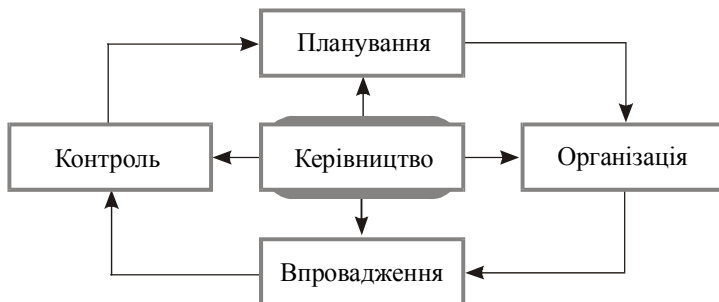 Планування
Контроль
Керівництво
Організація
Впровадження